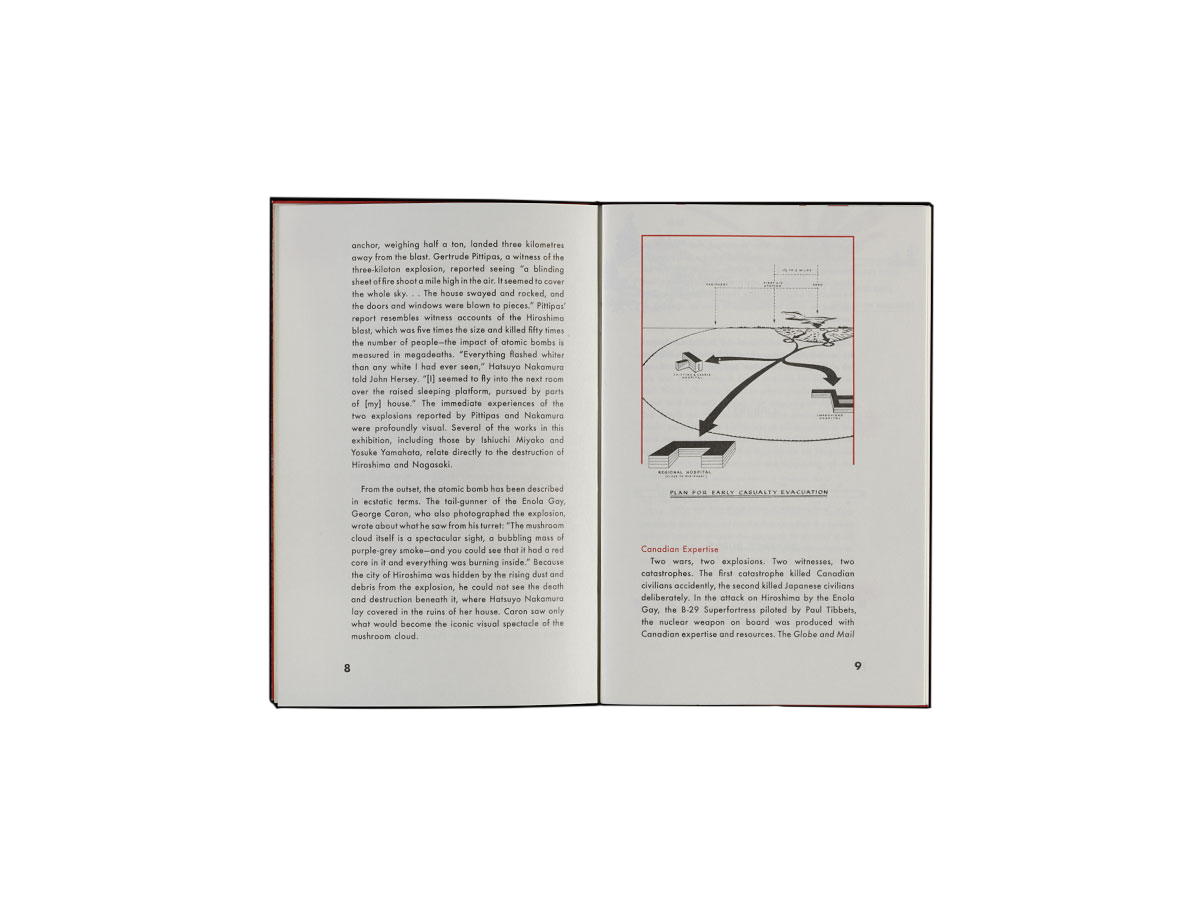 anchor, weighing half a ton, landed three kilometres
away from the blast. Gertrude Pittipas, a witness of the
three-kiloton explosion, reported seeing “a blinding
sheet of fire shoot a mile high in the air. It seemed to cover
the whole sky. . . The house swayed and rocked, and
the doors and windows were blown to pieces.” Pittipas’
report resembles witness accounts of the Hiroshima
blast, which was five times the size and killed fifty times
the number of people—the impact of atomic bombs is
measured in megadeaths. “Everything flashed whiter
than any white I had ever seen,” Hatsuyo Nakamura
told John Hersey. “[I] seemed to fly into the next room
over the raised sleeping platform, pursued by parts
of [my] house.” The immediate experiences of the
two explosions reported by Pittipas and Nakamura
were profoundly visual. Several of the works in this
exhibition, including those by Ishiuchi Miyako and
Yosuke Yamahata, relate directly to the destruction of
Hiroshima and Nagasaki.
From the outset, the atomic bomb has been described
in ecstatic terms. The tail-gunner of the Enola Gay,
George Caron, who also photographed the explosion,
wrote about what he saw from his turret: “The mushroom
cloud itself is a spectacular sight, a bubbling mass of
purple-grey smoke—and you could see that it had a red
core in it and everything was burning inside.” Because
the city of Hiroshima was hidden by the rising dust and
debris from the explosion, he could not see the death
and destruction beneath it, where Hatsuyo Nakamura
lay covered in the ruins of her house. Caron saw only
what would become the iconic visual spectacle of the
mushroom cloud.
8
FIRST AID
STATION
HOSPITAL
IMPROVISED
HOSPITAL
REGIONAL HOSPITAL
PLAN FOR EARLY CASUALTY EVACUATION
Canadian Expertise
Two wars, two explosions. Two witnesses, two
catastrophes. The first catastrophe killed Canadian
civilians accidently, the second killed Japanese civilians
deliberately. In the attack on Hiroshima by the Enola
Gay, the B-29 Superfortress piloted by Paul Tibbets,
the nuclear weapon on board was produced with
Canadian expertise and resources. The Globe and Mail
9